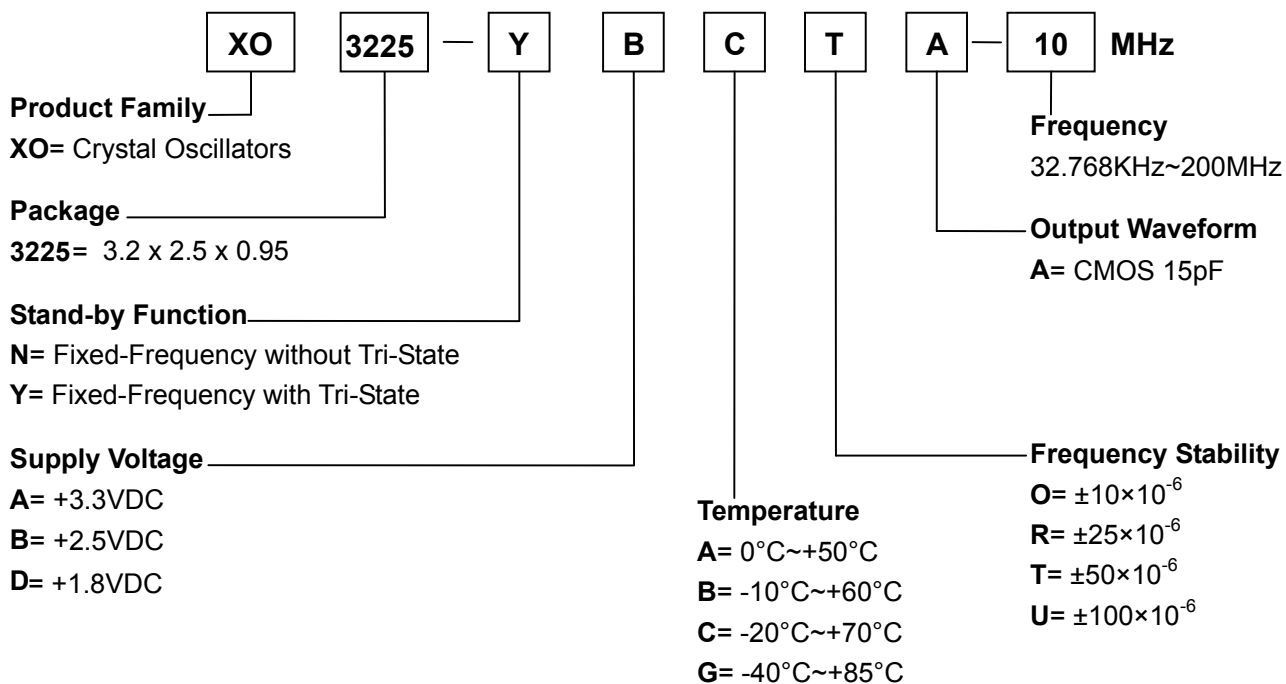 XO 3225 — Y B C T A — 10 MHz
Product Family
XO= Crystal Oscillators
Package
3225= 3.2 x 2.5 x 0.95
Stand-by Function
N= Fixed-Frequency without Tri-State
Y= Fixed-Frequency with Tri-State
Supply Voltage
A= +3.3VDC
B= +2.5VDC
D= +1.8VDC
Temperature
A= 0°C~+50°C
B= -10°C~+60°C
C= -20°C~+70°C
G= -40°C~+85°C
Frequency
32.768KHz~200MHz
Output Waveform
A= CMOS 15pF
Frequency Stability
O= ±10×10⁻⁶
R= ±25×10⁻⁶
T= ±50×10⁻⁶
U= ±100×10⁻⁶